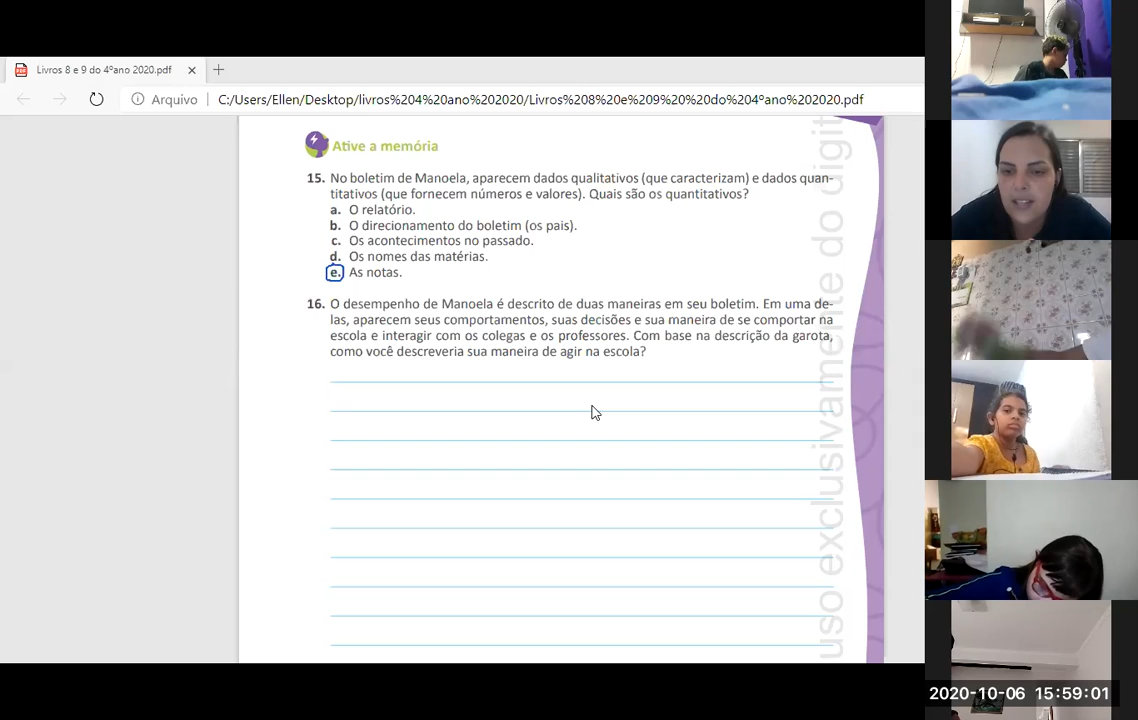 Livros 8 e 9 do 4ºano 2020.pdf
Arquivo
C:/Users/Ellen/Desktop/livros%204%20ano%202020/Livros%208%20e%209%20%20do%204ºano%202020.pdf
Ative a memória
15. No boletim de Manoela, aparecem dados qualitativos (que caracterizam) e dados quan-
titativos (que fornecem números e valores). Quais são os quantitativos?
a. O relatório.
b. O direcionamento do boletim (os pais).
c. Os acontecimentos no passado.
d. Os nomes das matérias.
e. As notas.
16. O desempenho de Manoela é descrito de duas maneiras em seu boletim. Em uma de-
las, aparecem seus comportamentos, suas decisões e sua maneira de se comportar na
escola e interagir com os colegas e os professores. Com base na descrição da garota,
como você descreveria sua maneira de agir na escola?
uso exclusivamente do digit
2020-10-06 15:59:01